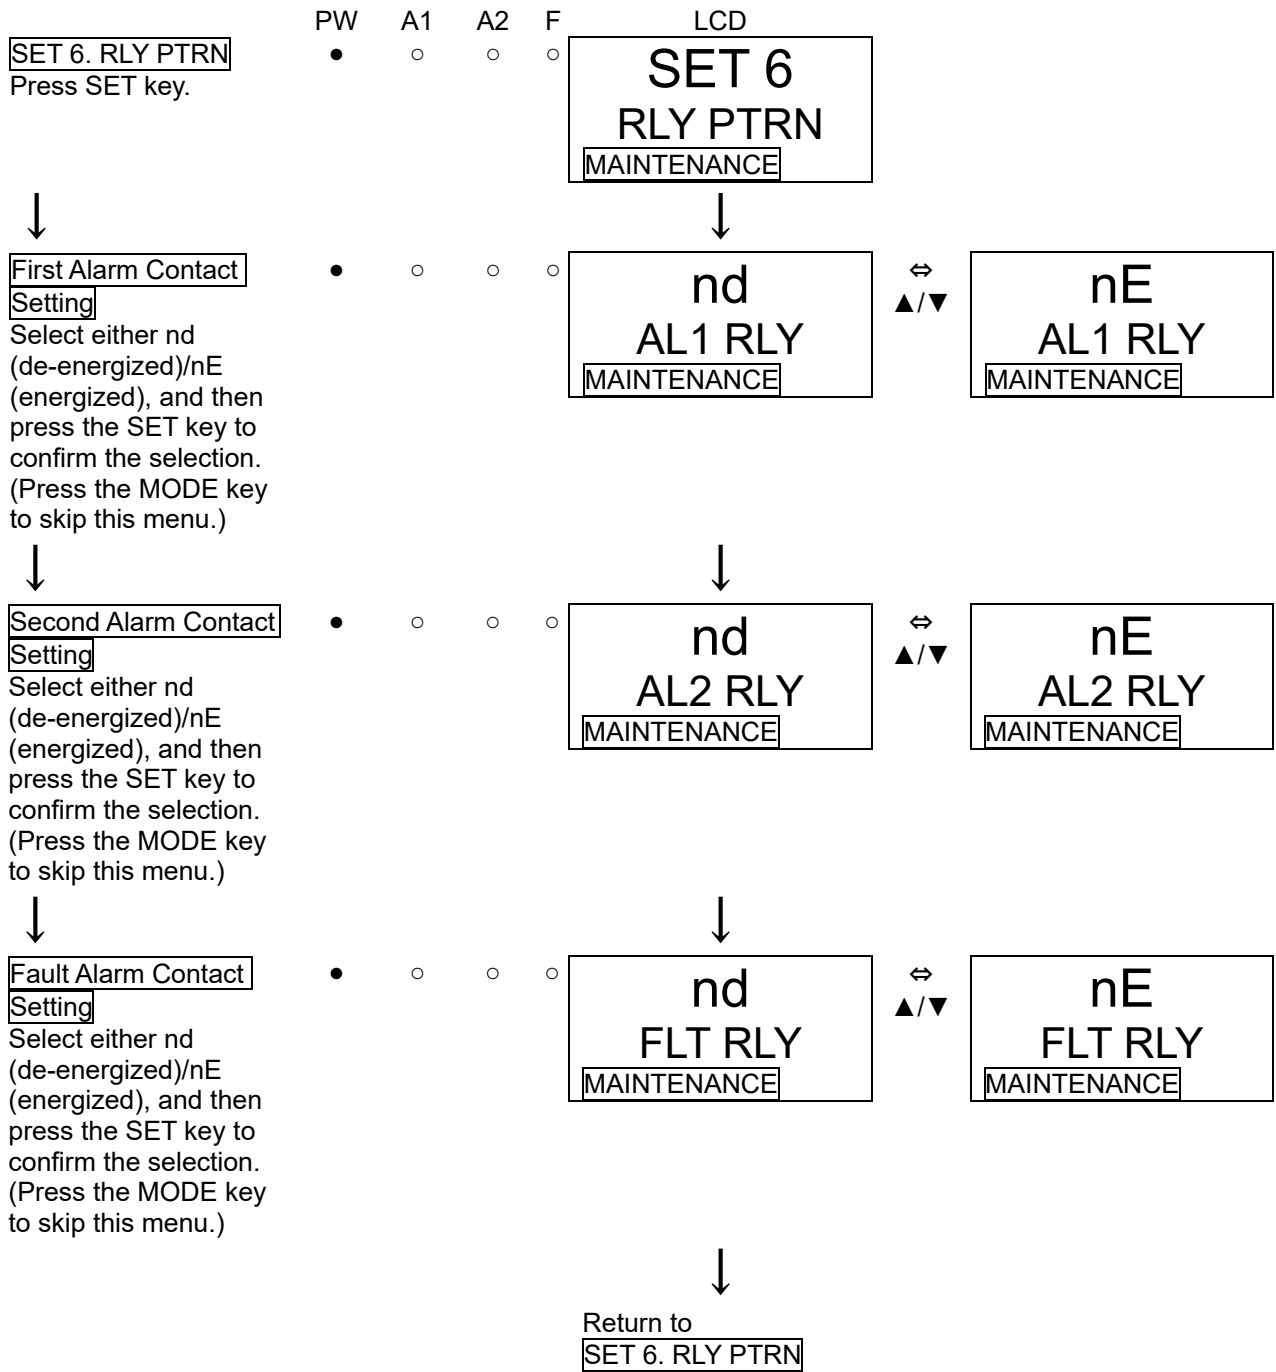 PW A1 A2 F LCD
SET 6. RLY PTRN ● ○ ○ ○
Press SET key.
SET 6
RLY PTRN
MAINTENANCE
↓ ↓
First Alarm Contact ● ○ ○ ○
Setting
Select either nd
(de-energized)/nE
(energized), and then
press the SET key to
confirm the selection.
(Press the MODE key
to skip this menu.)
nd
AL1 RLY
MAINTENANCE
⇔
▲/▼
nE
AL1 RLY
MAINTENANCE
↓ ↓
Second Alarm Contact ● ○ ○ ○
Setting
Select either nd
(de-energized)/nE
(energized), and then
press the SET key to
confirm the selection.
(Press the MODE key
to skip this menu.)
nd
AL2 RLY
MAINTENANCE
⇔
▲/▼
nE
AL2 RLY
MAINTENANCE
↓ ↓
Fault Alarm Contact ● ○ ○ ○
Setting
Select either nd
(de-energized)/nE
(energized), and then
press the SET key to
confirm the selection.
(Press the MODE key
to skip this menu.)
nd
FLT RLY
MAINTENANCE
⇔
▲/▼
nE
FLT RLY
MAINTENANCE
↓
Return to
SET 6. RLY PTRN